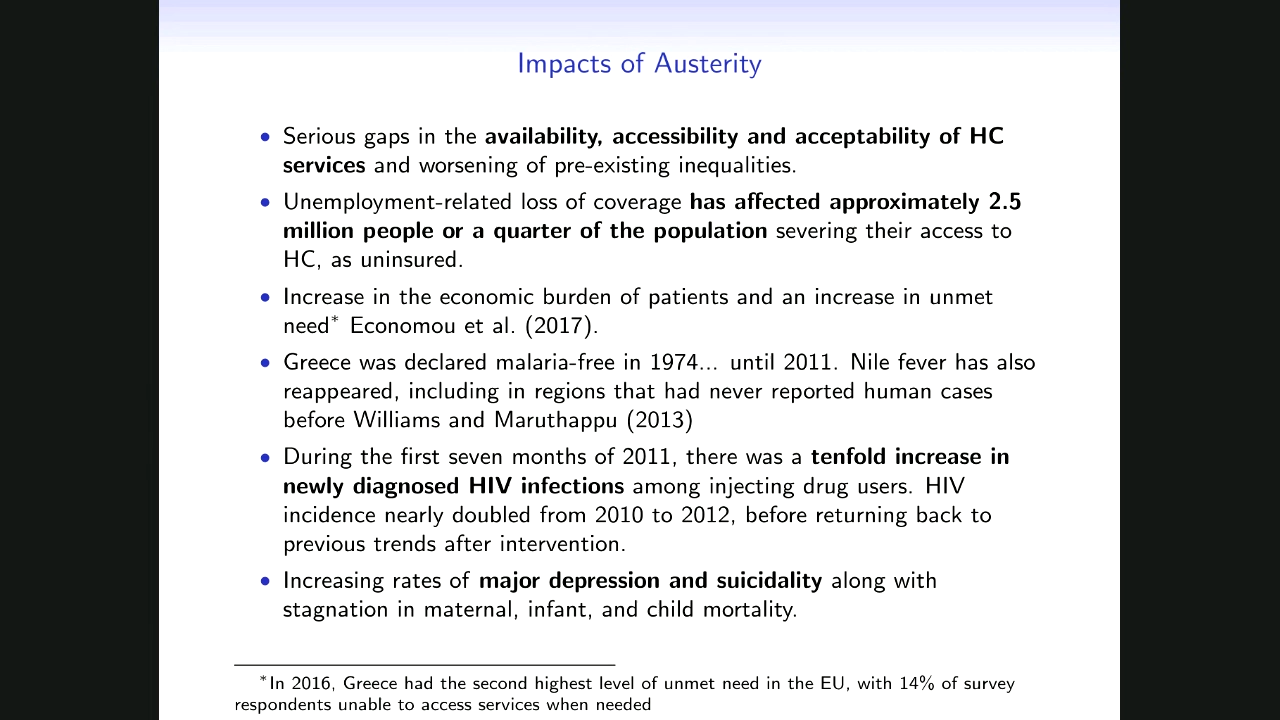 Impacts of Austerity
• Serious gaps in the availability, accessibility and acceptability of HC
services and worsening of pre-existing inequalities.
• Unemployment-related loss of coverage has affected approximately 2.5
million people or a quarter of the population severing their access to
HC, as uninsured.
• Increase in the economic burden of patients and an increase in unmet
need* Economou et al. (2017).
• Greece was declared malaria-free in 1974... until 2011. Nile fever has also
reappeared, including in regions that had never reported human cases
before Williams and Maruthappu (2013)
• During the first seven months of 2011, there was a tenfold increase in
newly diagnosed HIV infections among injecting drug users. HIV
incidence nearly doubled from 2010 to 2012, before returning back to
previous trends after intervention.
• Increasing rates of major depression and suicidality along with
stagnation in maternal, infant, and child mortality.
*In 2016, Greece had the second highest level of unmet need in the EU, with 14% of survey
respondents unable to access services when needed